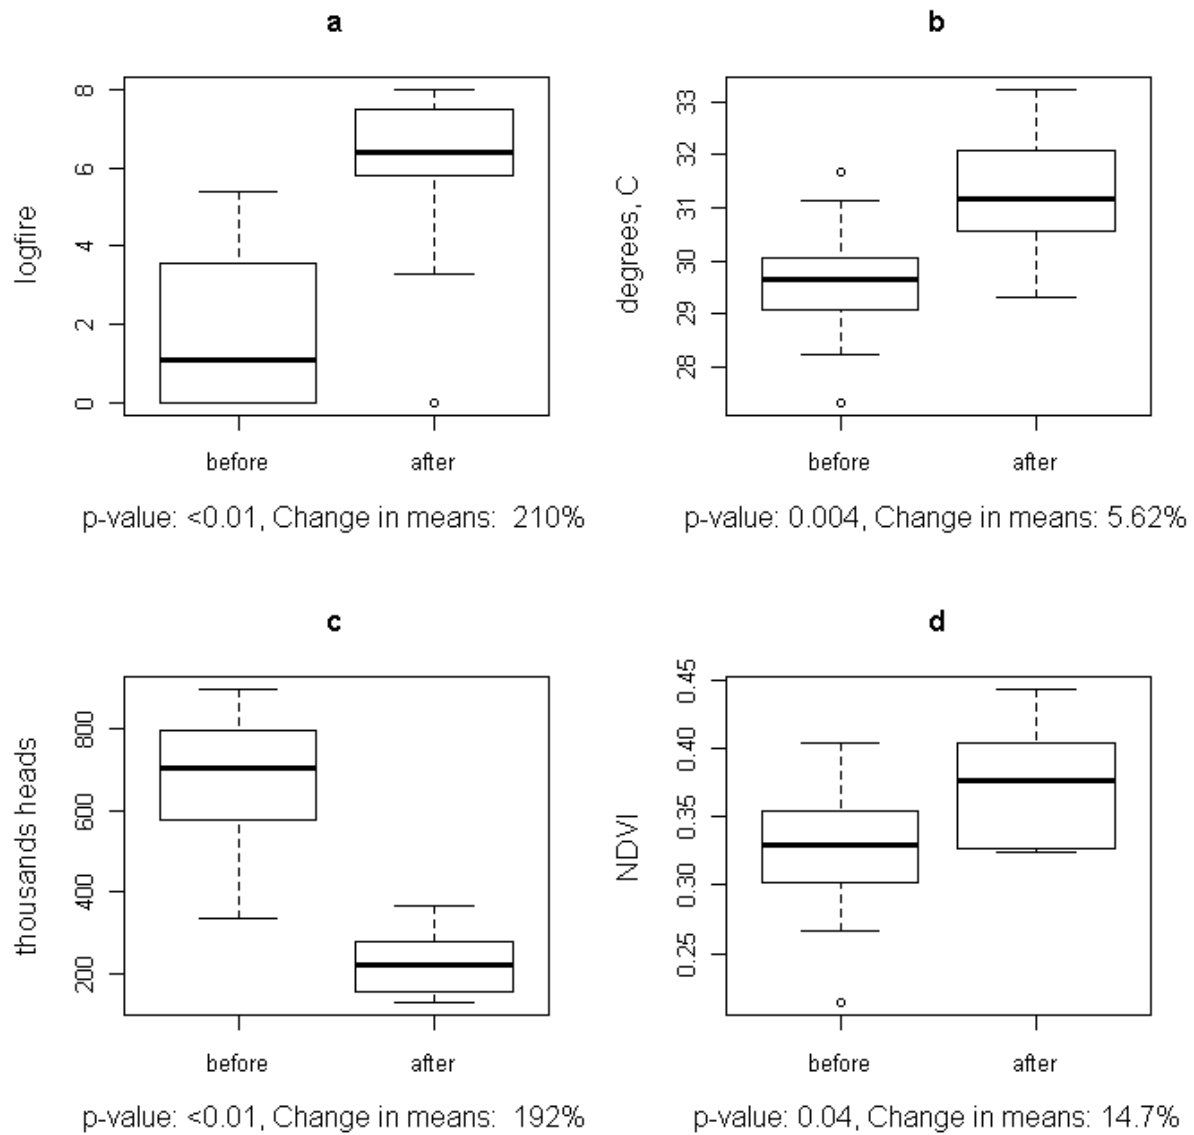 a
logfire
8
6
4
2
0
before after
p-value: <0.01, Change in means: 210%
b
degrees, C
33
32
31
30
29
28
before after
p-value: 0.004, Change in means: 5.62%
c
thousands heads
800
600
400
200
before after
p-value: <0.01, Change in means: 192%
d
NDVI
0.45
0.40
0.35
0.30
0.25
before after
p-value: 0.04, Change in means: 14.7%